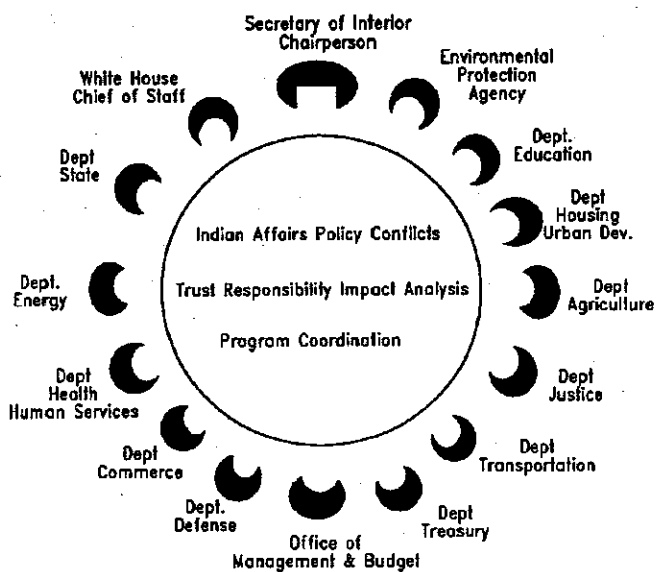 Secretary of Interior
Chairperson
Environmental
Protection
Agency
White House
Chief of Staff
Dept.
Education
Dept
State
Dept
Housing
Urban Dev.
Indian Affairs Policy Conflicts
Dept.
Energy
Trust Responsibility Impact Analysis
Dept
Agriculture
Program Coordination
Dept
Health
Human Services
Dept
Justice
Dept
Commerce
Dept
Transportation
Dept.
Defense
Dept
Treasury
Office of
Management & Budget